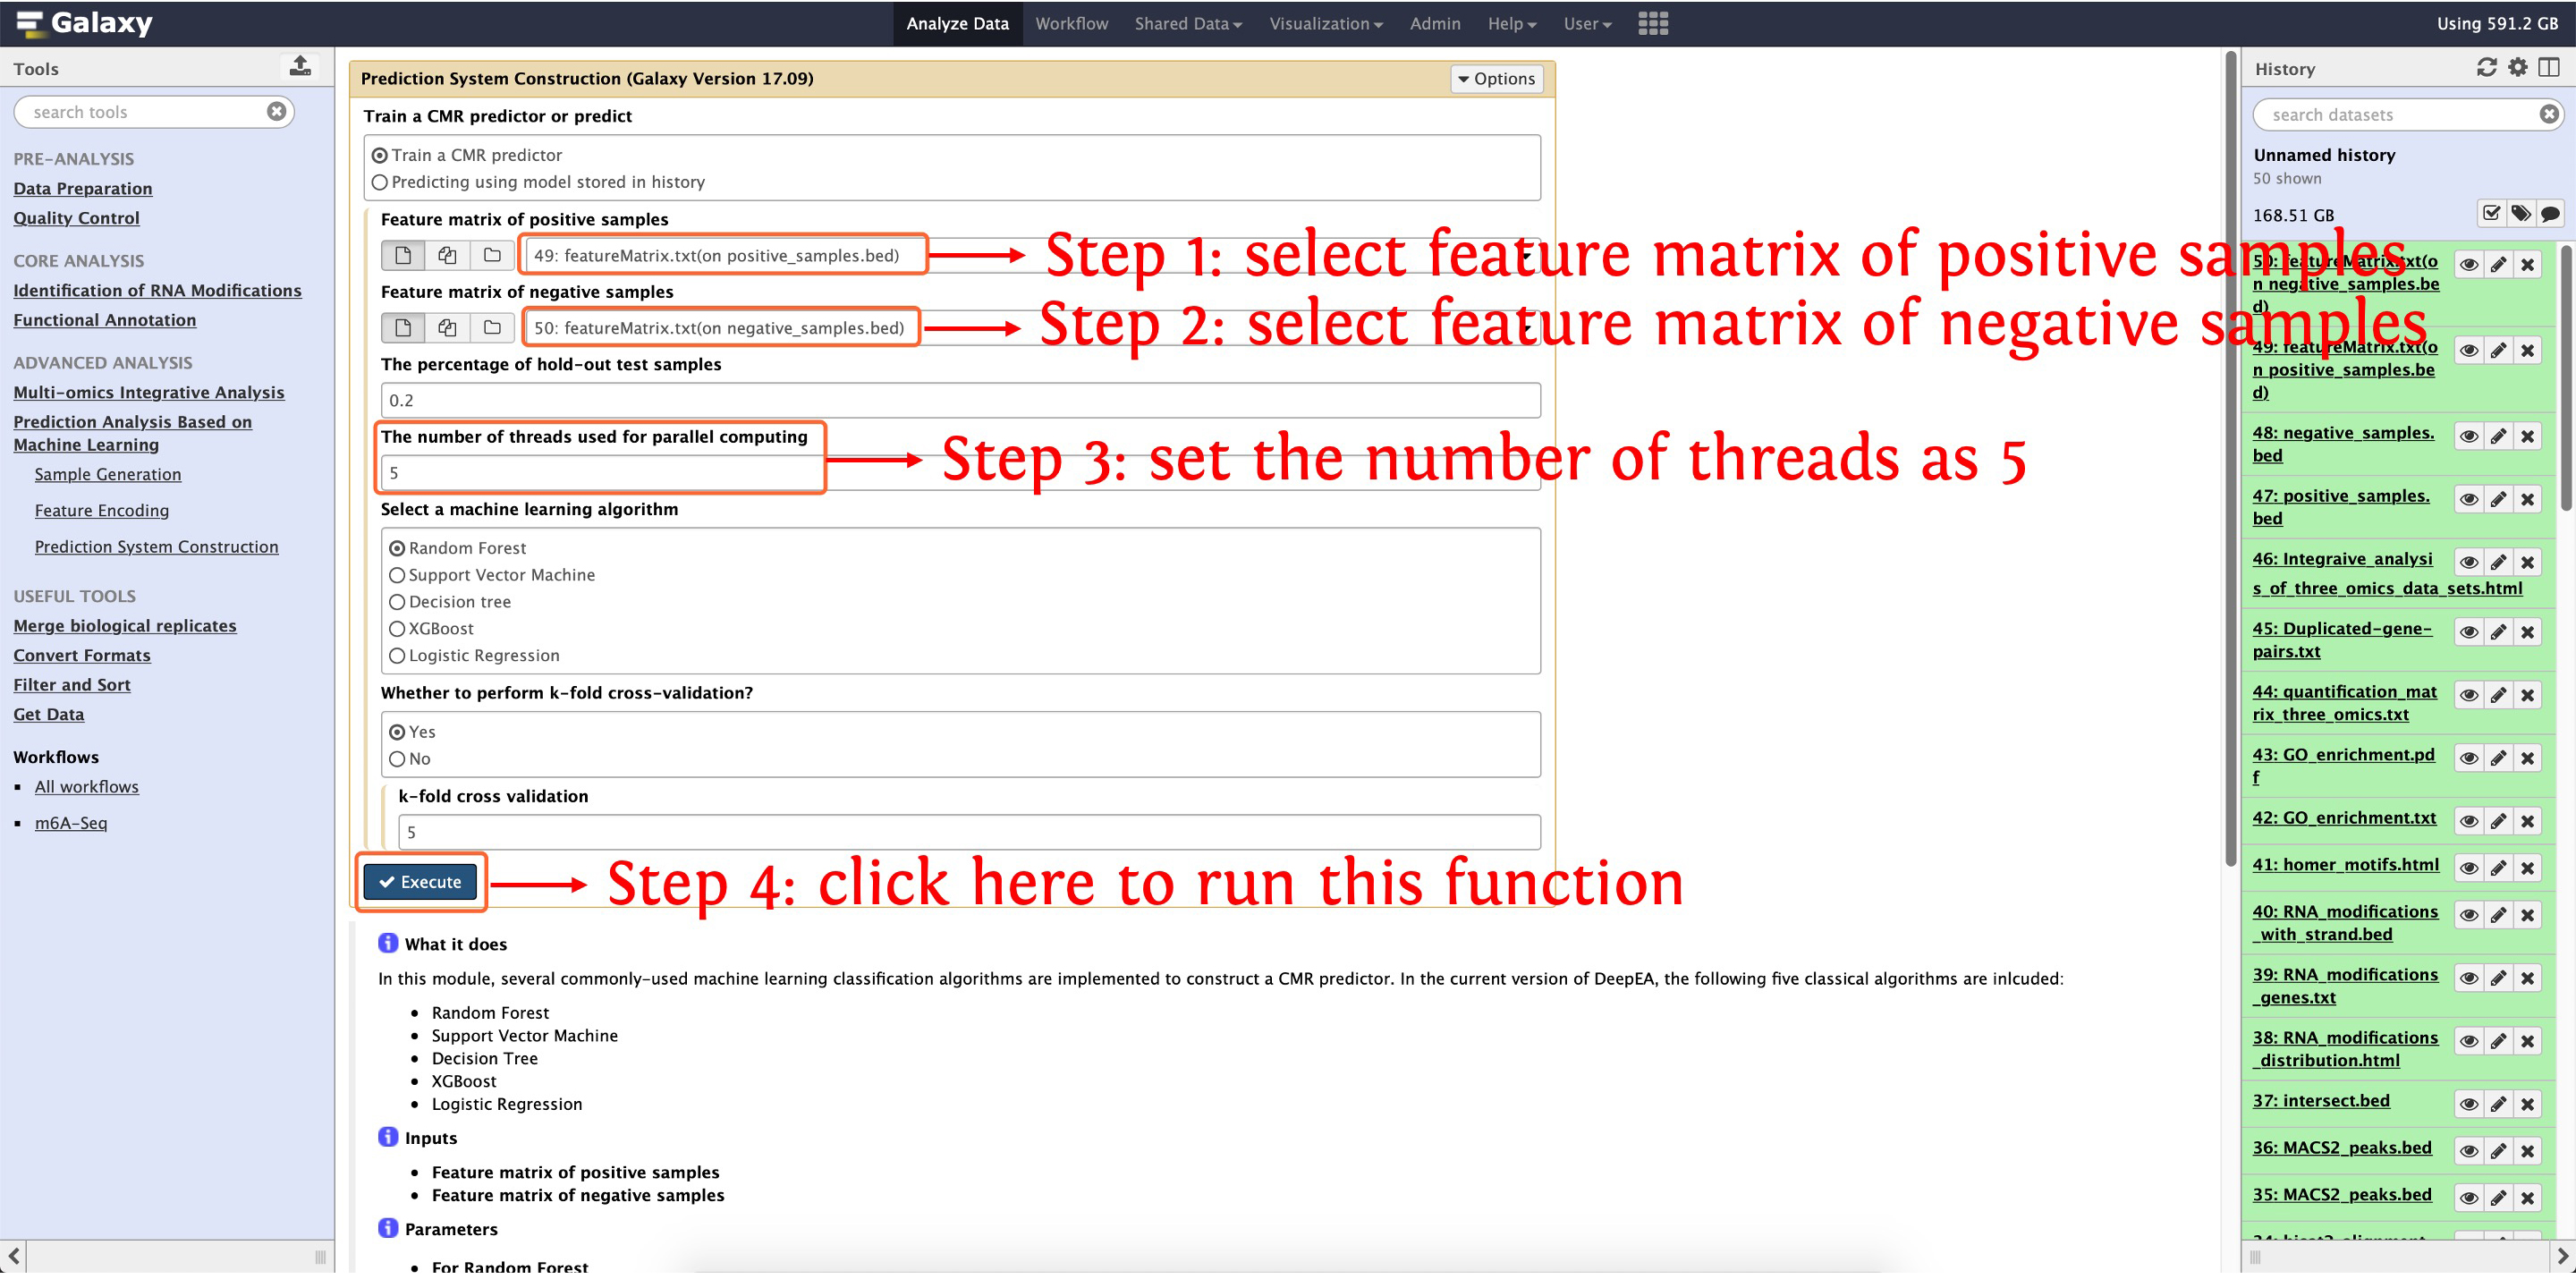 Galaxy
Analyze Data
Workflow
Shared Data
Visualization
Admin
Help
User
Using 591.2 GB
Tools
search tools
PRE-ANALYSIS
Data Preparation
Quality Control
CORE ANALYSIS
Identification of RNA Modifications
Functional Annotation
ADVANCED ANALYSIS
Multi-omics Integrative Analysis
Prediction Analysis Based on
Machine Learning
Sample Generation
Feature Encoding
Prediction System Construction
USEFUL TOOLS
Merge biological replicates
Convert Formats
Filter and Sort
Get Data
Workflows
All workflows
m6A-Seq
Prediction System Construction (Galaxy Version 17.09)
Options
Train a CMR predictor or predict
Train a CMR predictor
Predicting using model stored in history
Feature matrix of positive samples
49: featureMatrix.txt(on positive_samples.bed)
Step 1: select feature matrix of positive samples
Feature matrix of negative samples
50: featureMatrix.txt(on negative_samples.bed)
Step 2: select feature matrix of negative samples
The percentage of hold-out test samples
0.2
The number of threads used for parallel computing
5
Step 3: set the number of threads as 5
Select a machine learning algorithm
Random Forest
Support Vector Machine
Decision tree
XGBoost
Logistic Regression
Whether to perform k-fold cross-validation?
Yes
No
k-fold cross validation
5
Execute
Step 4: click here to run this function
What it does
In this module, several commonly-used machine learning classification algorithms are implemented to construct a CMR predictor. In the current version of DeepEA, the following five classical algorithms are inlcuded:
Random Forest
Support Vector Machine
Decision Tree
XGBoost
Logistic Regression
Inputs
Feature matrix of positive samples
Feature matrix of negative samples
Parameters
For Random Forest
History
search datasets
Unnamed history
50 shown
168.51 GB
50: featureMatrix.txt(o
n negative_samples.be
d)
49: featureMatrix.txt(o
n positive_samples.be
d)
48: negative_samples.
bed
47: positive_samples.
bed
46: Integraive_analysi
s_of_three_omics_data_sets.html
45: Duplicated-gene-
pairs.txt
44: quantification_mat
rix_three_omics.txt
43: GO_enrichment.pd
f
42: GO_enrichment.txt
41: homer_motifs.html
40: RNA_modifications
_with_strand.bed
39: RNA_modifications
_genes.txt
38: RNA_modifications
_distribution.html
37: intersect.bed
36: MACS2_peaks.bed
35: MACS2_peaks.bed